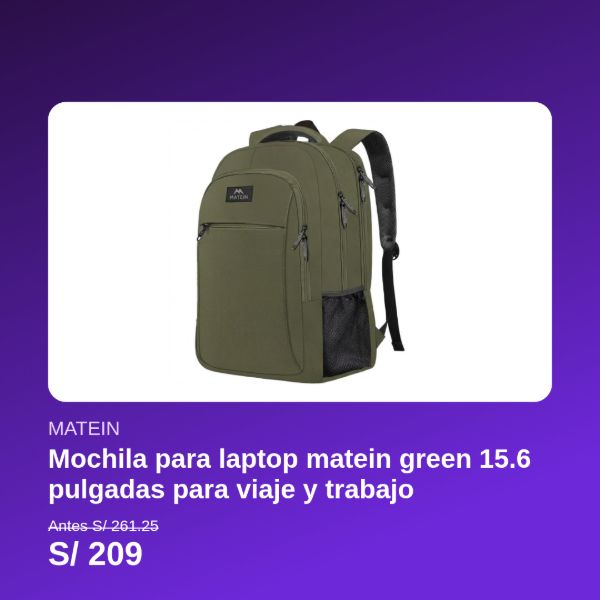 MATEIN
MATEIN
Mochila para laptop matein green 15.6
pulgadas para viaje y trabajo
Antes S/ 261.25
S/ 209